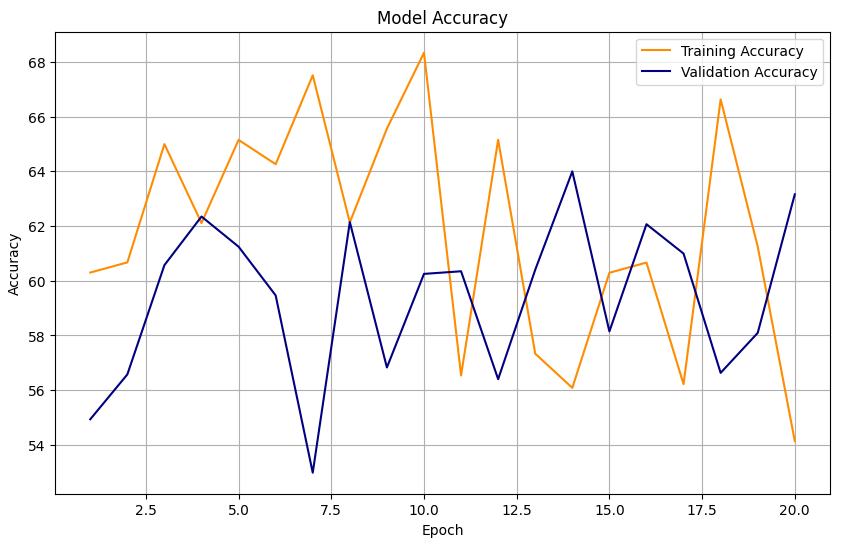 Model Accuracy
Training Accuracy
Validation Accuracy
Accuracy
68
66
64
62
60
58
56
54
2.5 5.0 7.5 10.0 12.5 15.0 17.5 20.0
Epoch